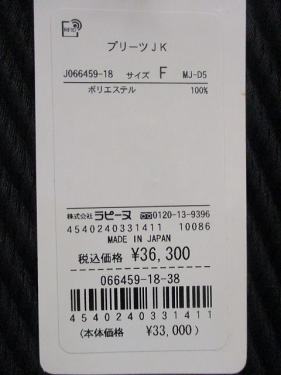 RFID
プリーツJK
J066459-18 サイズ F MJ-D5
ポリエステル 100%
株式会社 ラピーヌ 0120-13-9396
4540240331411 10086
MADE IN JAPAN
税込価格 ¥36,300
066459-18-38
4540240331411
(本体価格 ¥33,000)